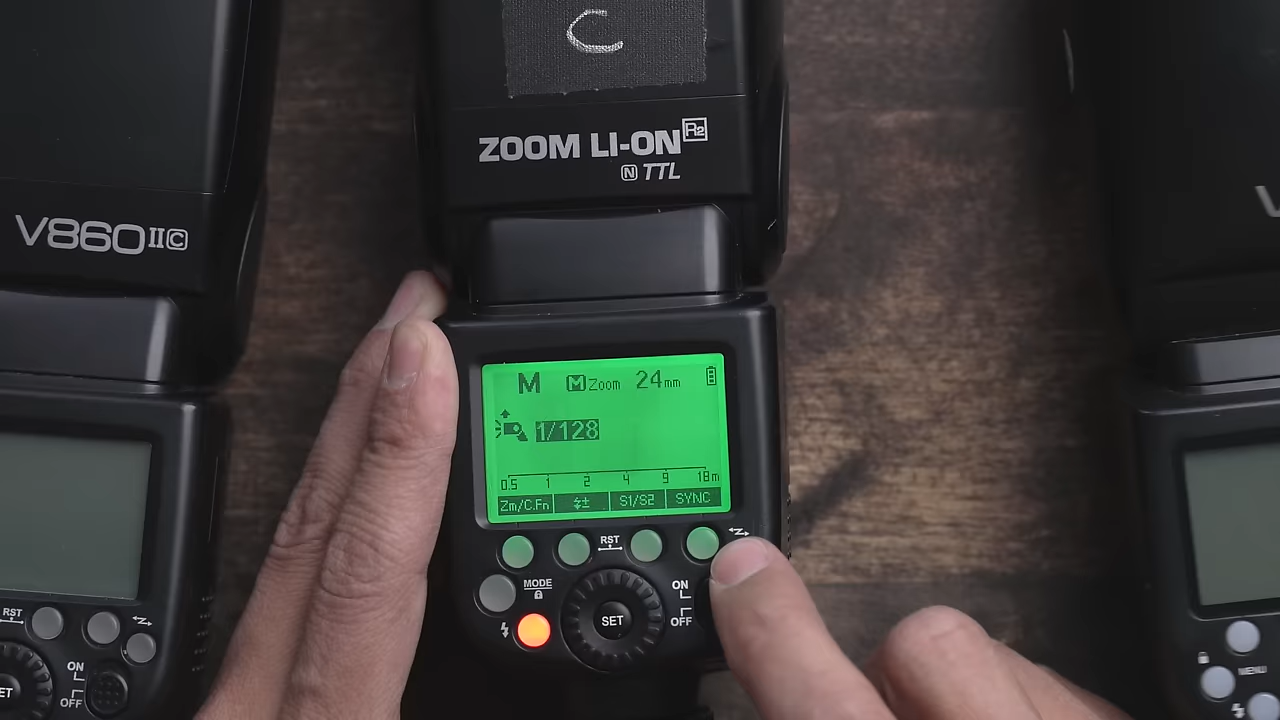 C
ZOOM LI-ON R2
N TTL
V860IIC
M M Zoom 24mm
1/128
0.5 1 2 4 9 18m
Zm/C.Fn S1/S2 SYNC
RST
MODE
SET
ON
OFF
RST
ON
OFF
MENU